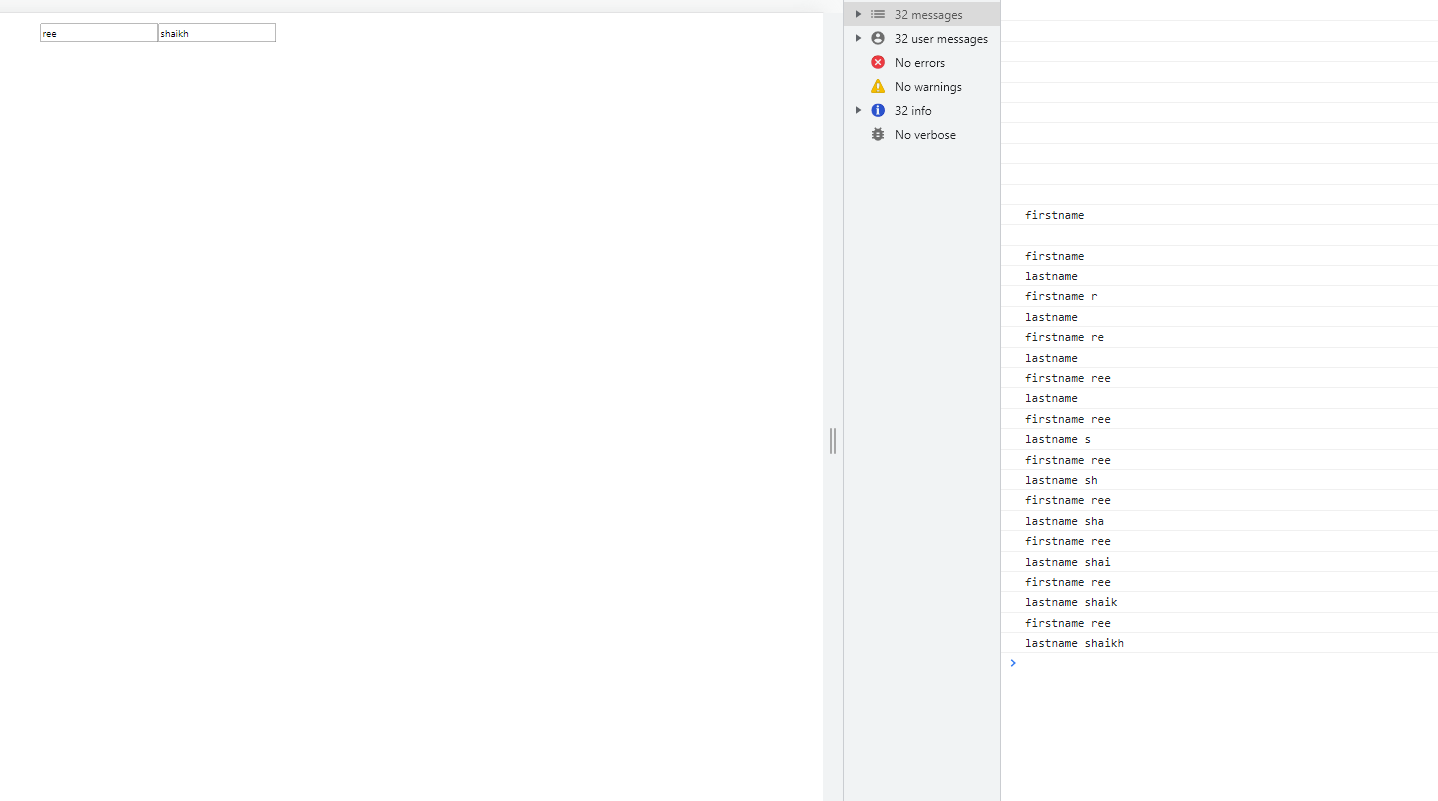 ree
shaikh
32 messages
32 user messages
No errors
No warnings
32 info
No verbose
firstname
firstname
lastname
firstname r
lastname
firstname re
lastname
firstname ree
lastname
firstname ree
lastname s
firstname ree
lastname sh
firstname ree
lastname sha
firstname ree
lastname shai
firstname ree
lastname shaik
firstname ree
lastname shaikh